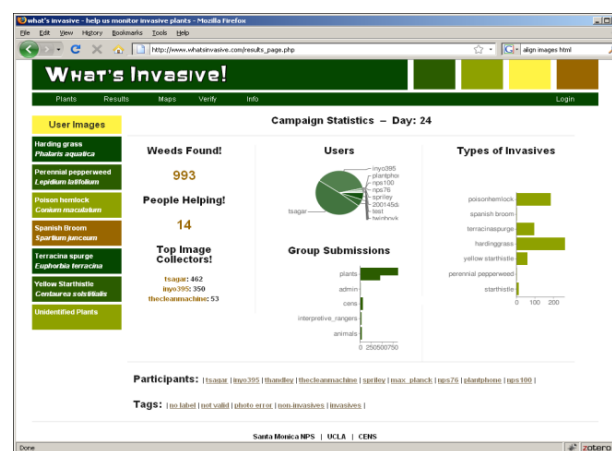 what's invasive - help us monitor invasive plants - Mozilla Firefox
File Edit View History Bookmarks Tools Help
http://www.whatsinvasive.com/results_page.php
align images html
What's Invasive!
Plants Results Maps Verify Info Login
User Images
Harding grass
Phalaris aquatica
Perennial pepperweed
Lepidium latifolium
Poison hemlock
Conium maculatum
Spanish Broom
Spartium junceum
Terracina spurge
Euphorbia terracina
Yellow Starthistle
Centaurea solstitialis
Unidentified Plants
Campaign Statistics – Day: 24
Weeds Found!
993
People Helping!
14
Top Image
Collectors!
tsagar: 462
inyo395: 350
thecleanmachine: 53
Users
inyo395
plantphor
nps100
nps76
spriley
200145da
test
tsagar
Group Submissions
plants
admin
cens
interpretive_rangers
animals
0 250500750
Types of Invasives
poisonhemlock
spanish broom
terracinaspurge
hardinggrass
yellow starthistle
perennial pepperweed
starthistle
0 100 200
Participants: | tsagar | inyo395 | thandley | thecleanmachine | spriley | max_planck | nps76 | plantphone | nps100 |
Tags: | no label | not valid | photo error | non-invasives | invasives |
Santa Monica NPS | UCLA | CENS
Done
zotero